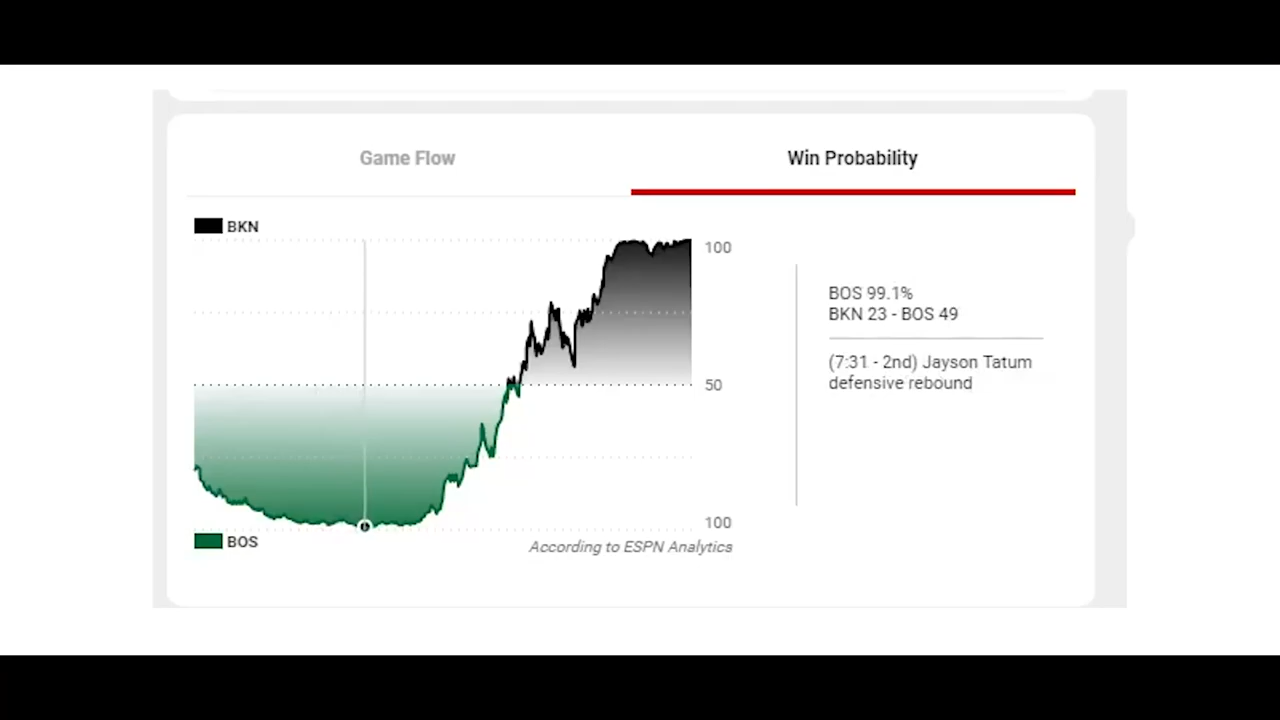 Game Flow
Win Probability
BKN
100
50
100
BOS
According to ESPN Analytics
BOS 99.1%
BKN 23 - BOS 49
(7:31 - 2nd) Jayson Tatum
defensive rebound